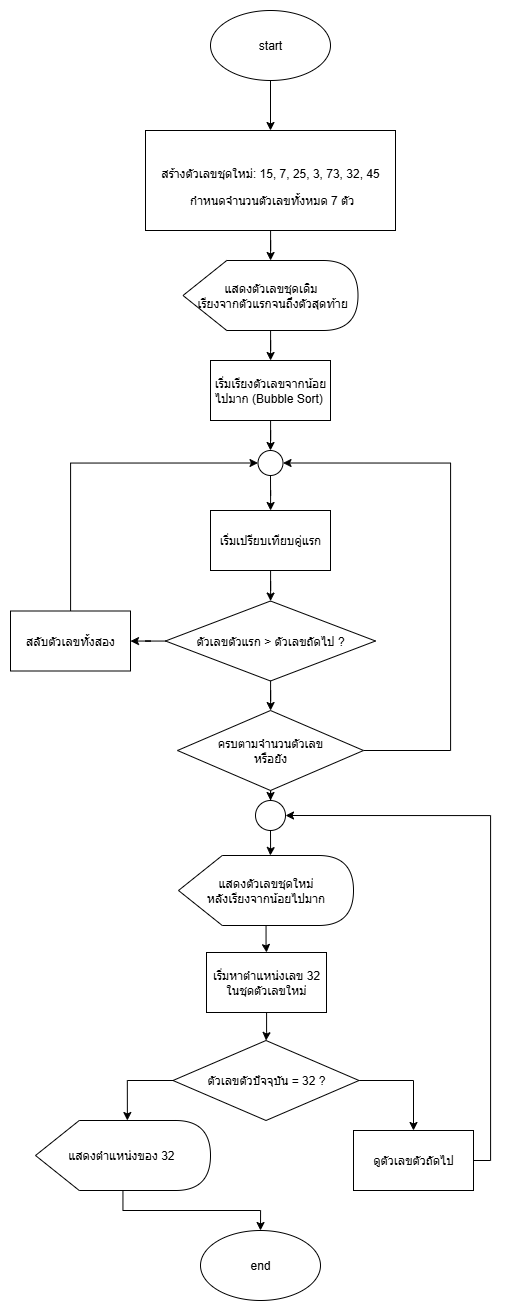 start
สร้างตัวเลขชุดใหม่: 15, 7, 25, 3, 73, 32, 45
กำหนดจำนวนตัวเลขทั้งหมด 7 ตัว
แสดงตัวเลขชุดเดิม
เรียงจากตัวแรกจนถึงตัวสุดท้าย
เริ่มเรียงตัวเลขจากน้อย
ไปมาก (Bubble Sort)
เริ่มเปรียบเทียบคู่แรก
สลับตัวเลขทั้งสอง
ตัวเลขตัวแรก > ตัวเลขถัดไป ?
ครบตามจำนวนตัวเลข
หรือยัง
แสดงตัวเลขชุดใหม่
หลังเรียงจากน้อยไปมาก
เริ่มหาตำแหน่งเลข 32
ในชุดตัวเลขใหม่
ตัวเลขตัวปัจจุบัน = 32 ?
แสดงตำแหน่งของ 32
ดูตัวเลขตัวถัดไป
end